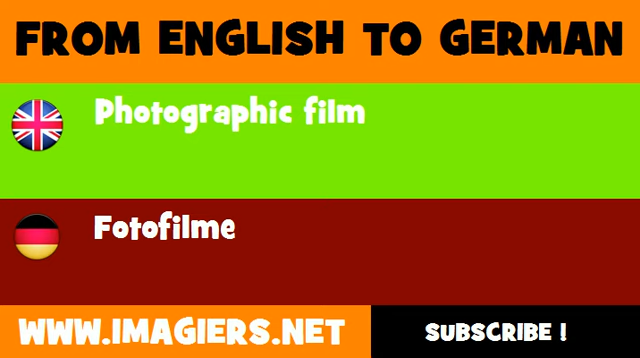 FROM ENGLISH TO GERMAN
Photographic film
Fotofilme
WWW.IMAGIERS.NET
SUBSCRIBE !